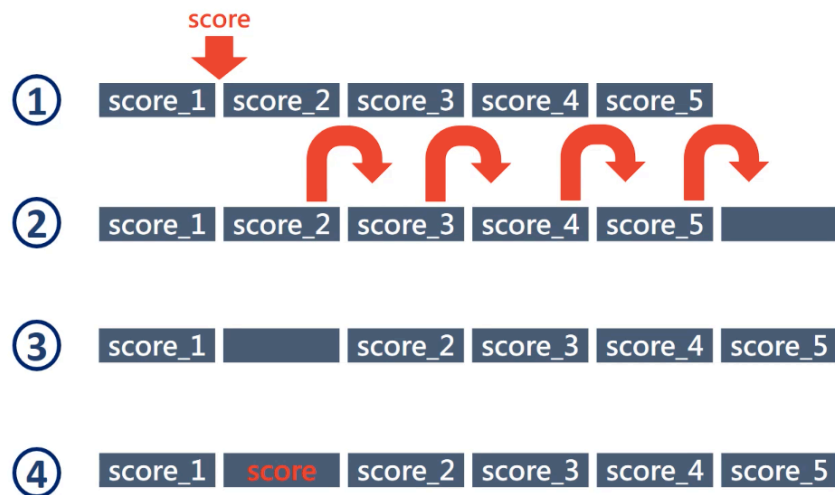 score
① score_1 score_2 score_3 score_4 score_5
② score_1 score_2 score_3 score_4 score_5
③ score_1 score_2 score_3 score_4 score_5
④ score_1 score score_2 score_3 score_4 score_5